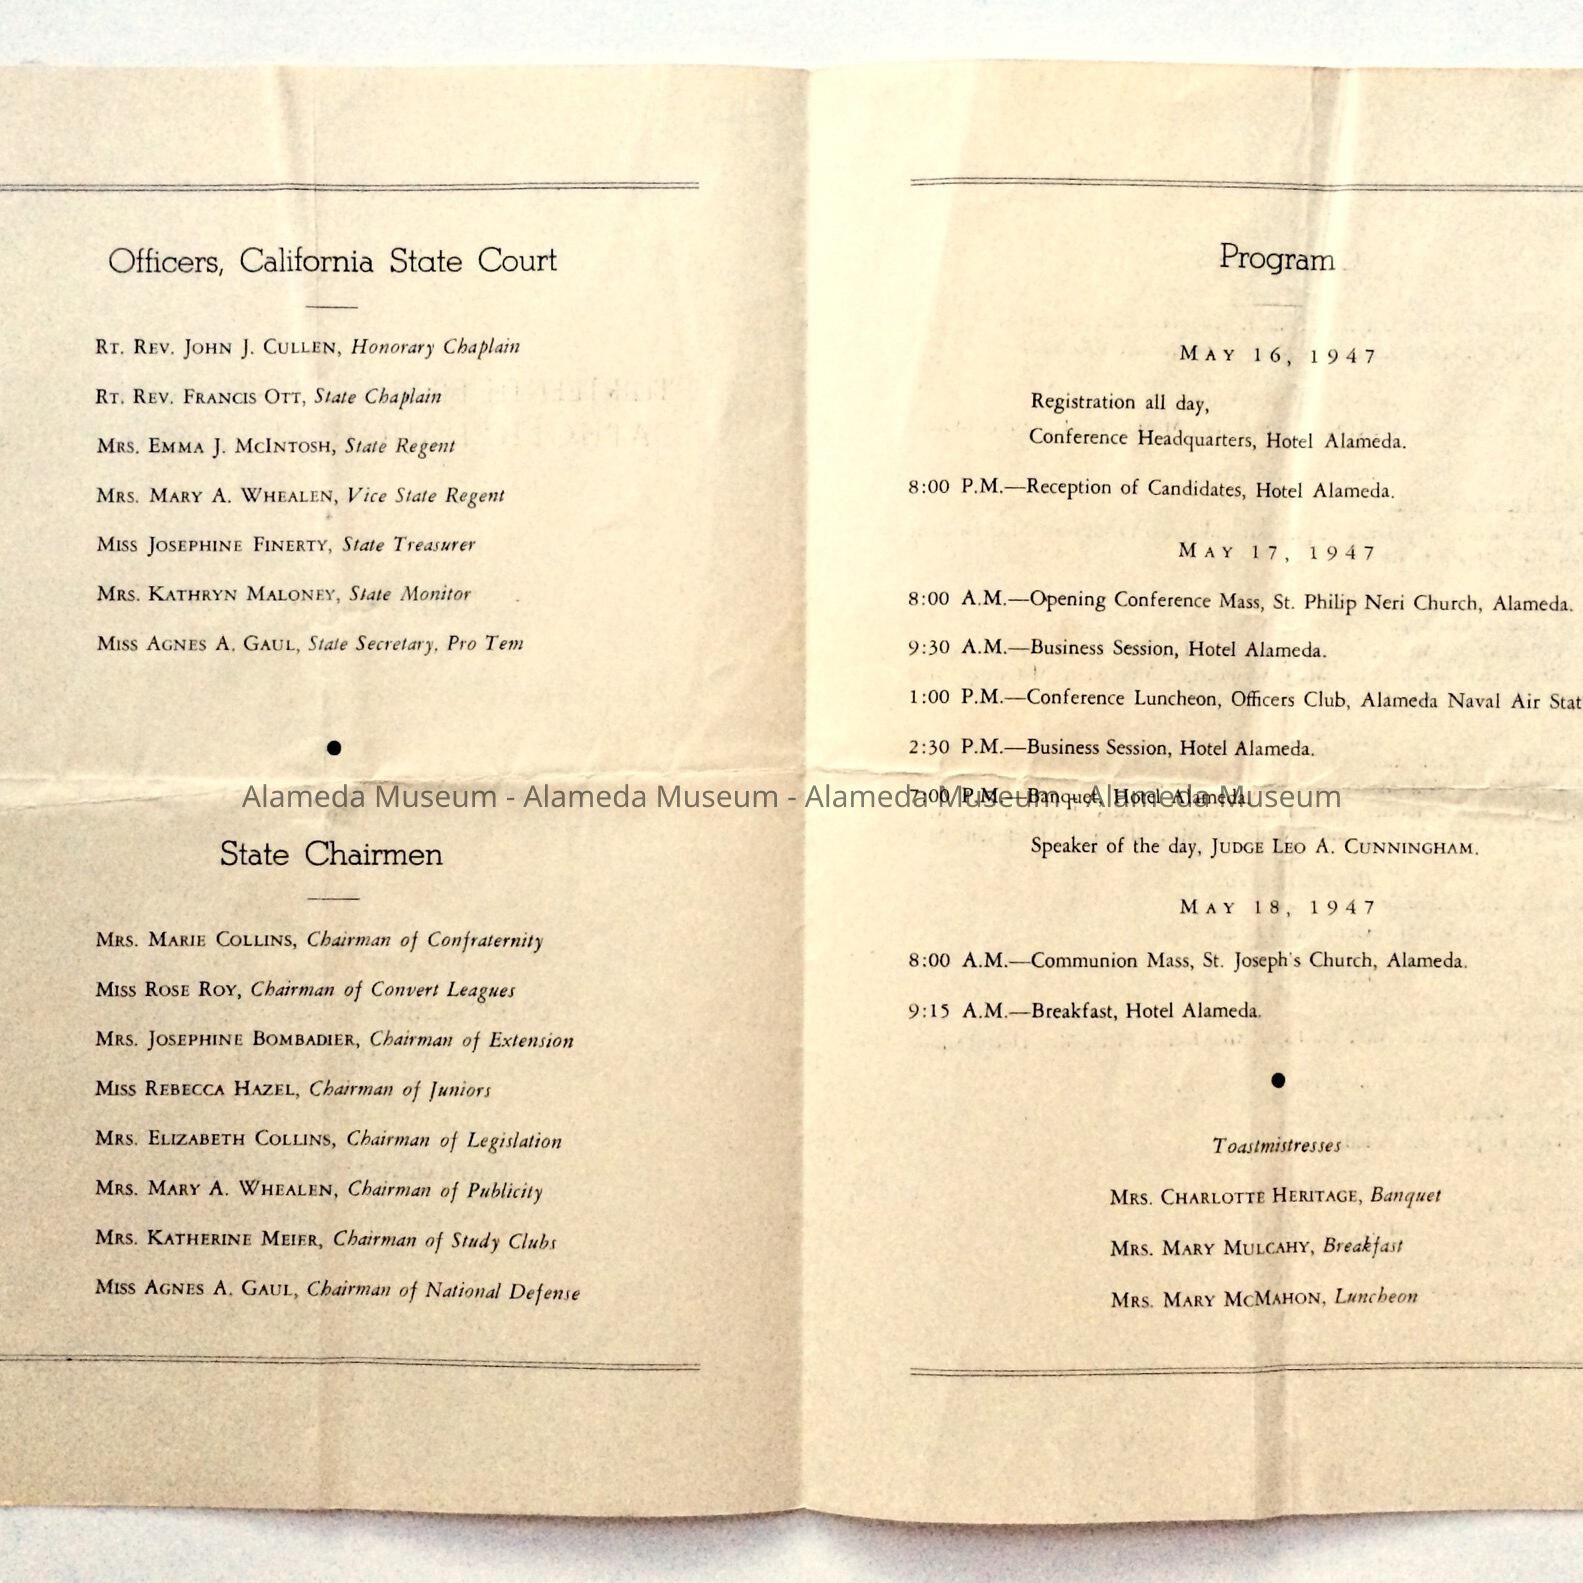 Officers, California State Court
Rt. Rev. John J. Cullen, Honorary Chaplain
Rt. Rev. Francis Ott, State Chaplain
Mrs. Emma J. McIntosh, State Regent
Mrs. Mary A. Whealen, Vice State Regent
Miss Josephine Finerty, State Treasurer
Mrs. Kathryn Maloney, State Monitor
Miss Agnes A. Gaul, State Secretary, Pro Tem
State Chairmen
Mrs. Marie Collins, Chairman of Confraternity
Miss Rose Roy, Chairman of Convert Leagues
Mrs. Josephine Bombadier, Chairman of Extension
Miss Rebecca Hazel, Chairman of Juniors
Mrs. Elizabeth Collins, Chairman of Legislation
Mrs. Mary A. Whealen, Chairman of Publicity
Mrs. Katherine Meier, Chairman of Study Clubs
Miss Agnes A. Gaul, Chairman of National Defense
Program
May 16, 1947
Registration all day,
Conference Headquarters, Hotel Alameda.
8:00 P.M.—Reception of Candidates, Hotel Alameda.
May 17, 1947
8:00 A.M.—Opening Conference Mass, St. Philip Neri Church, Alameda.
9:30 A.M.—Business Session, Hotel Alameda.
1:00 P.M.—Conference Luncheon, Officers Club, Alameda Naval Air Stat
2:30 P.M.—Business Session, Hotel Alameda.
7:00 P.M.—Banquet, Hotel Alameda.
Speaker of the day, Judge Leo A. Cunningham.
May 18, 1947
8:00 A.M.—Communion Mass, St. Joseph's Church, Alameda.
9:15 A.M.—Breakfast, Hotel Alameda.
Toastmistresses
Mrs. Charlotte Heritage, Banquet
Mrs. Mary Mulcahy, Breakfast
Mrs. Mary McMahon, Luncheon
Alameda Museum - Alameda Museum - Alameda Museum - Alameda Museum